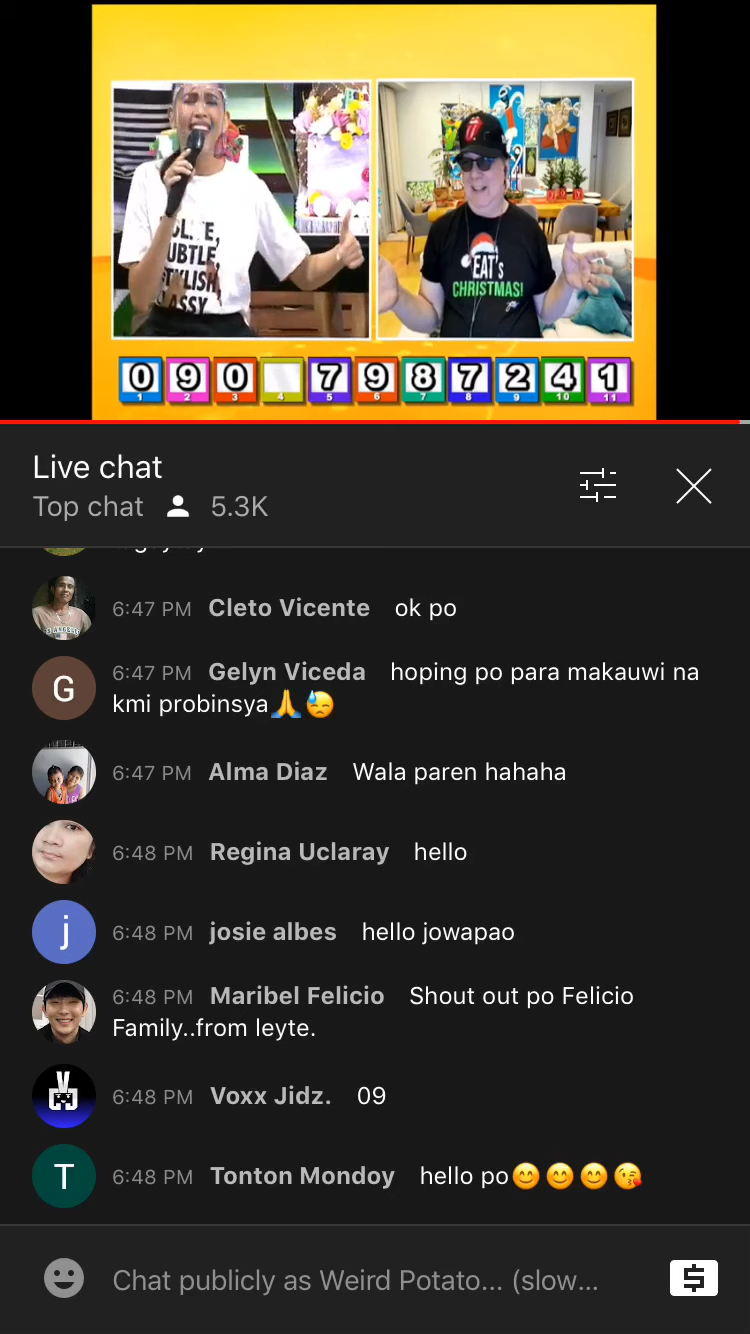 EAT'S
CHRISTMAS!
0 9 0 7 9 8 7 2 4 1
1 2 3 4 5 6 7 8 9 10 11
Live chat
Top chat 5.3K
6:47 PM Cleto Vicente ok po
6:47 PM Gelyn Viceda hoping po para makauwi na
kmi probinsya🙏😓
6:47 PM Alma Diaz Wala paren hahaha
6:48 PM Regina Uclaray hello
j 6:48 PM josie albes hello jowapao
6:48 PM Maribel Felicio Shout out po Felicio
Family..from leyte.
6:48 PM Voxx Jidz. 09
T 6:48 PM Tonton Mondoy hello po😊😊😊😘
G
Chat publicly as Weird Potato... (slow...